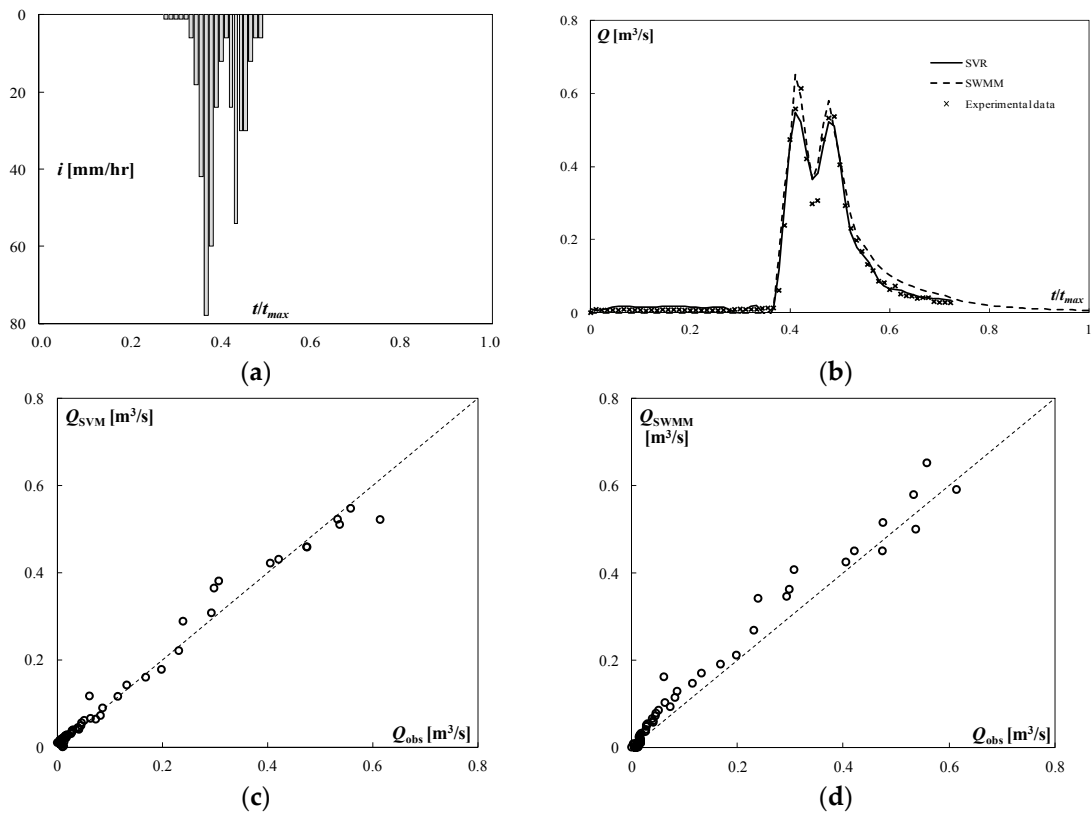 0
20
40
60
80
i [mm/hr]
t/tmax
0.0 0.2 0.4 0.6 0.8 1.0
(a)
Q [m³/s]
0.8
0.6
0.4
0.2
0
SVR
SWMM
Experimental data
t/tmax
0 0.2 0.4 0.6 0.8 1
(b)
QSVM [m³/s]
0.8
0.6
0.4
0.2
0
Qobs [m³/s]
0 0.2 0.4 0.6 0.8
(c)
QSWMM
[m³/s]
0.8
0.6
0.4
0.2
0
Qobs [m³/s]
0 0.2 0.4 0.6 0.8
(d)